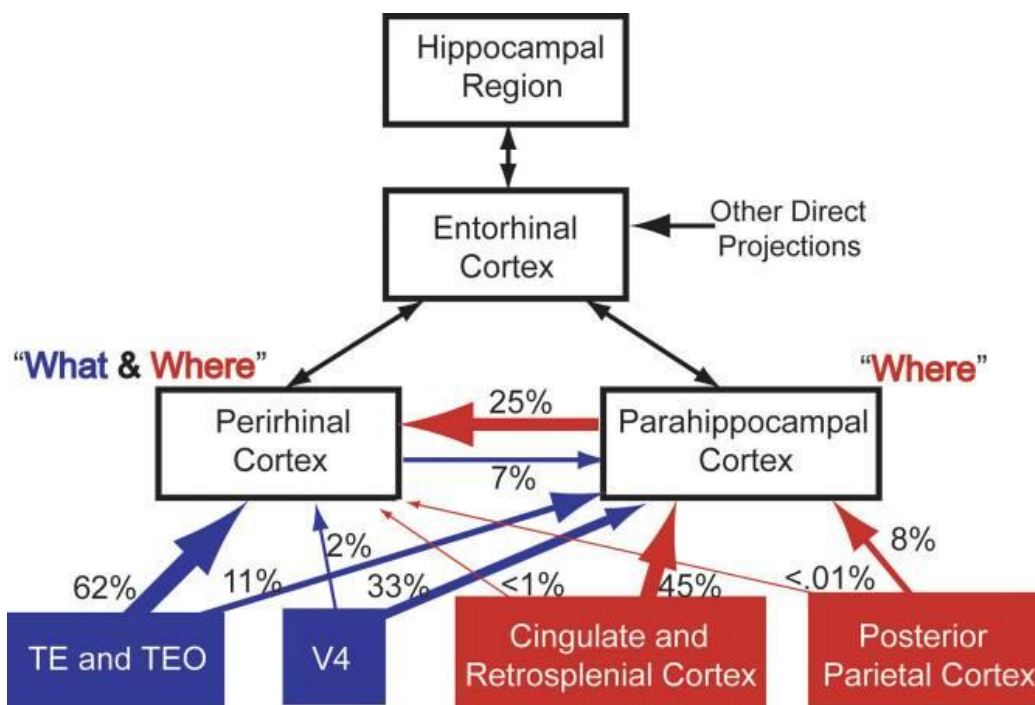 Hippocampal
Region
Entorhinal
Cortex
Other Direct
Projections
“What & Where”
“Where”
Perirhinal
Cortex
25%
7%
Parahippocampal
Cortex
62%
11%
2%
33%
<1%
45%
<.01%
8%
TE and TEO
V4
Cingulate and
Retrosplenial Cortex
Posterior
Parietal Cortex